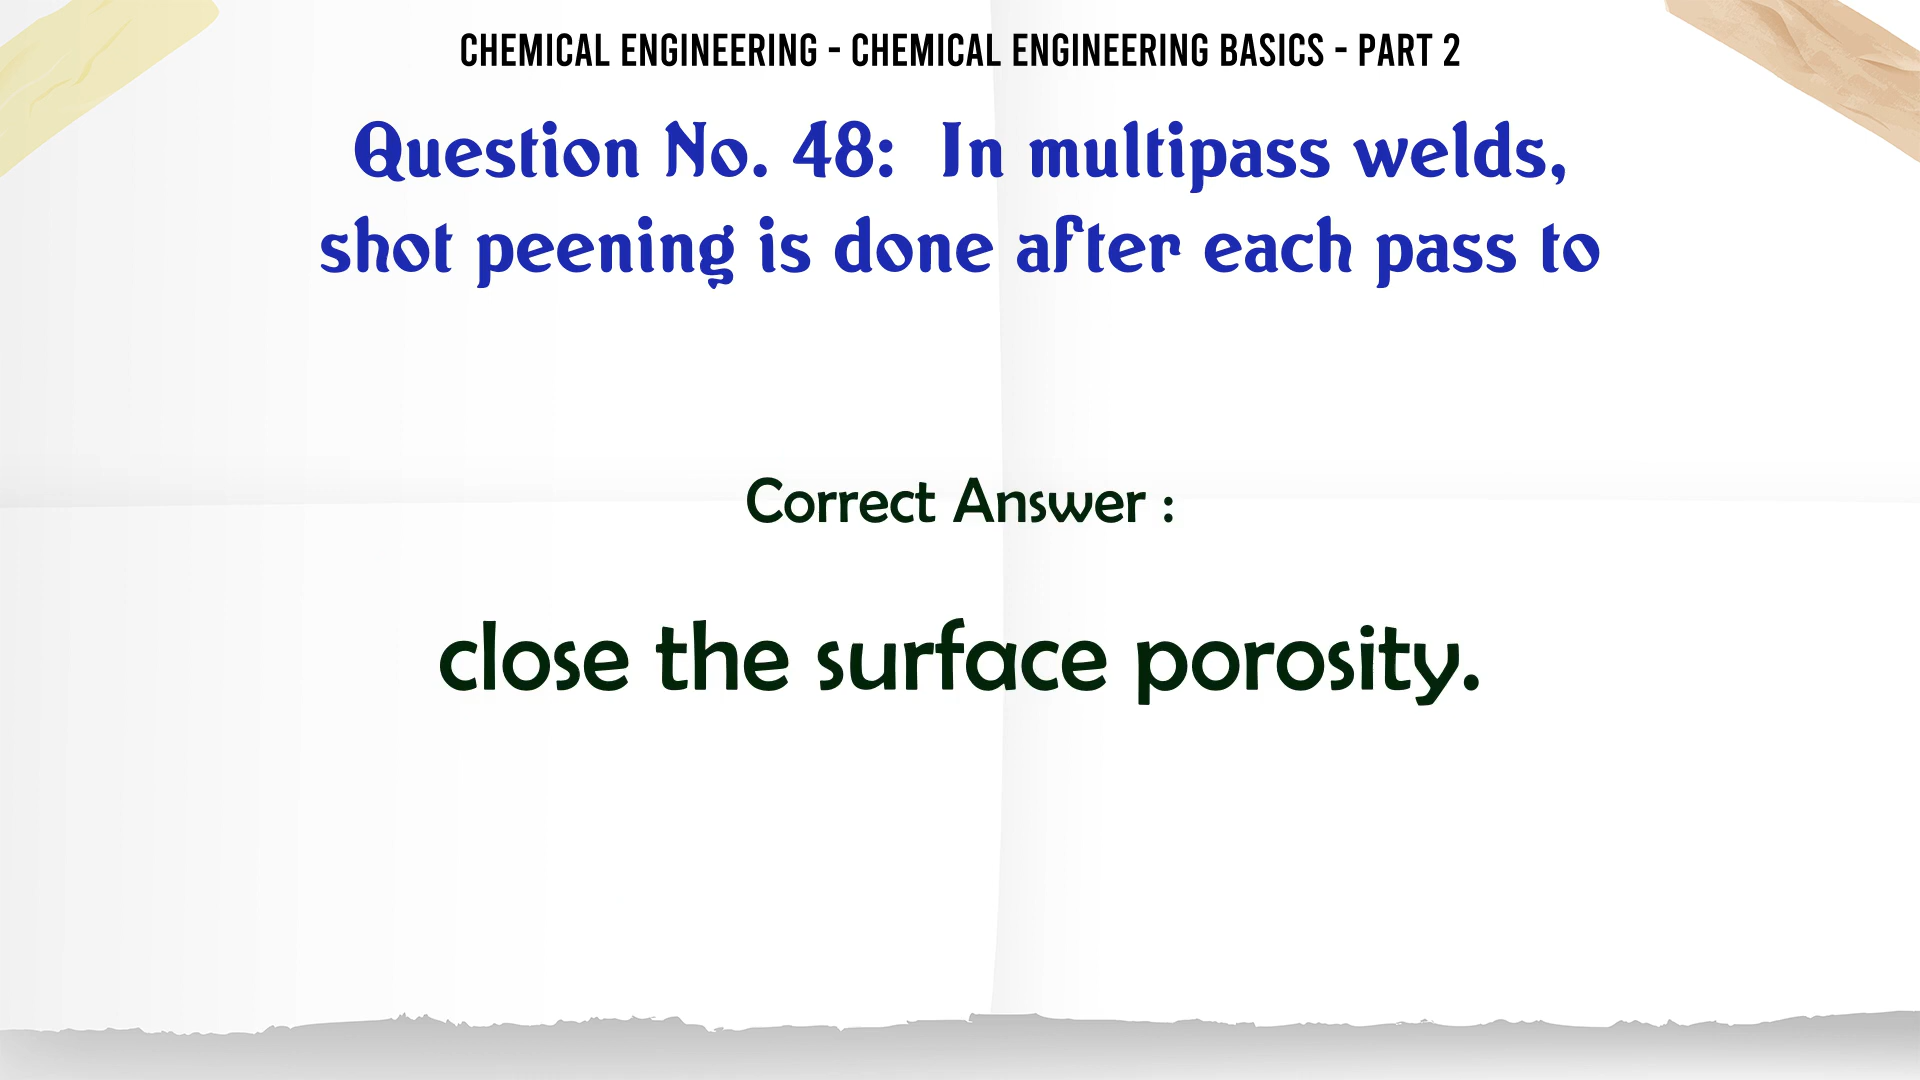 CHEMICAL ENGINEERING - CHEMICAL ENGINEERING BASICS - PART 2
Question No. 48: In multipass welds,
shot peening is done after each pass to
Correct Answer :
close the surface porosity.